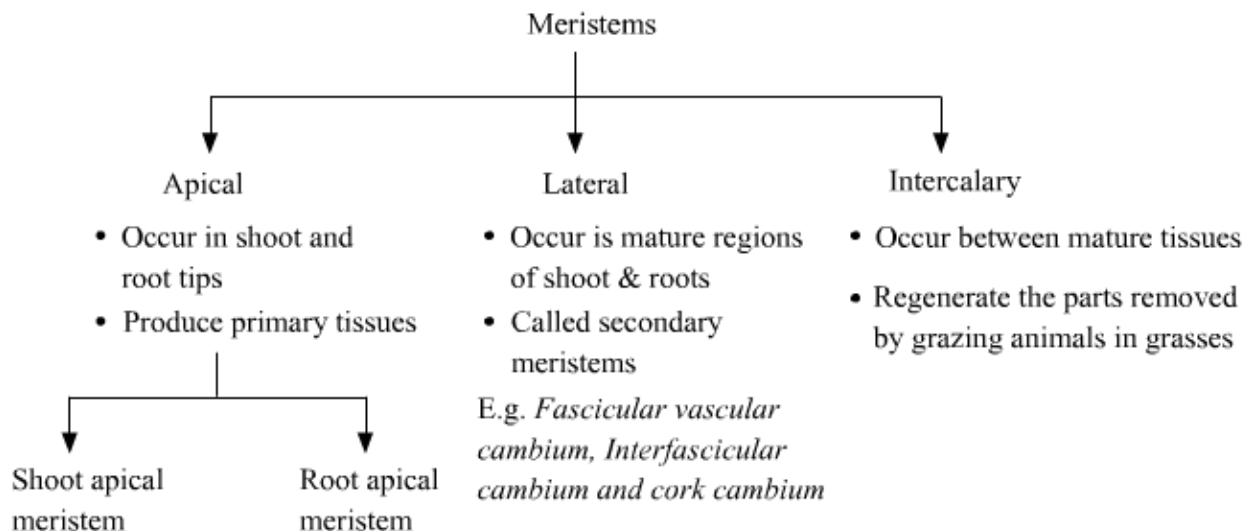 Meristems
Apical
• Occur in shoot and
root tips
• Produce primary tissues
Shoot apical
meristem
Root apical
meristem
Lateral
• Occur is mature regions
of shoot & roots
• Called secondary
meristems
E.g. Fascicular vascular
cambium, Interfascicular
cambium and cork cambium
Intercalary
• Occur between mature tissues
• Regenerate the parts removed
by grazing animals in grasses